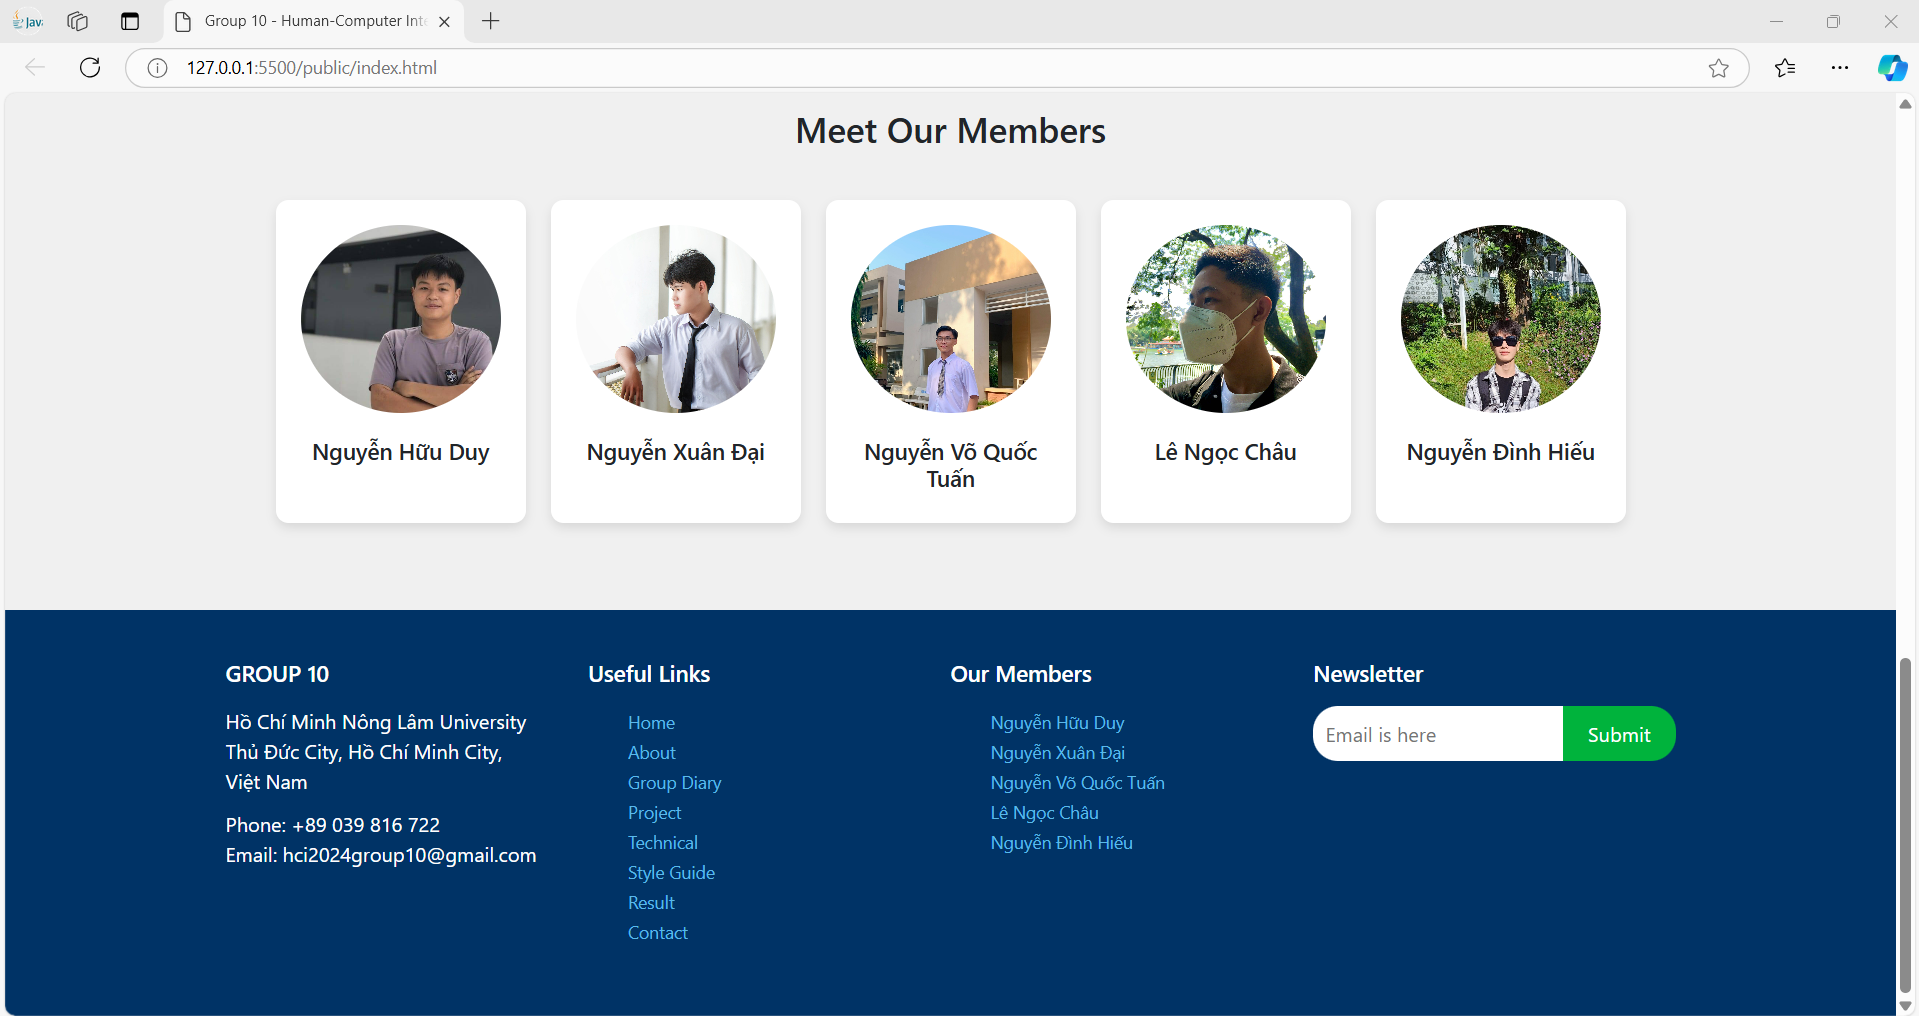 Java
Group 10 - Human-Computer Inte
127.0.0.1:5500/public/index.html
Meet Our Members
Nguyễn Hữu Duy
Nguyễn Xuân Đại
Nguyễn Võ Quốc
Tuấn
Lê Ngọc Châu
Nguyễn Đình Hiếu
GROUP 10
Hồ Chí Minh Nông Lâm University
Thủ Đức City, Hồ Chí Minh City,
Việt Nam
Phone: +89 039 816 722
Email: hci2024group10@gmail.com
Useful Links
Home
About
Group Diary
Project
Technical
Style Guide
Result
Contact
Our Members
Nguyễn Hữu Duy
Nguyễn Xuân Đại
Nguyễn Võ Quốc Tuấn
Lê Ngọc Châu
Nguyễn Đình Hiếu
Newsletter
Email is here
Submit